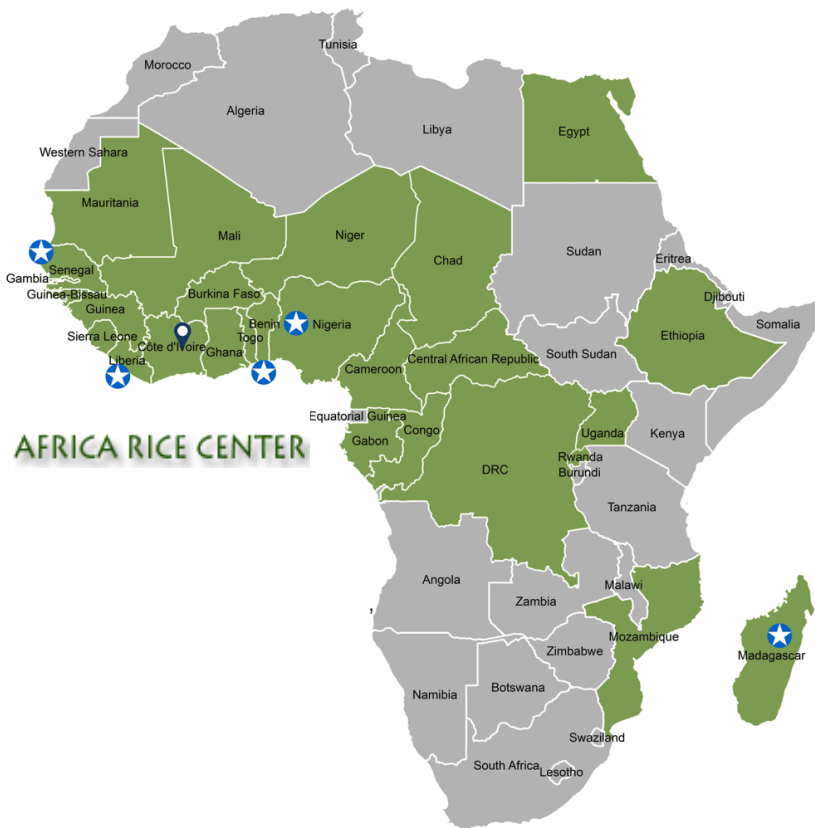 Tunisia
Morocco
Algeria
Libya
Egypt
Western Sahara
Mauritania
Mali
Niger
Chad
Sudan
Eritrea
Senegal
Gambia
Guinea-Bissau
Burkina Faso
Djibouti
Guinea
Benin
Nigeria
Somalia
Sierra Leone
Côte d'Ivoire
Togo
Ghana
Ethiopia
Liberia
Central African Republic
South Sudan
Cameroon
Equatorial Guinea
Congo
Uganda
Kenya
Gabon
AFRICA RICE CENTER
Rwanda
DRC
Burundi
Tanzania
Angola
Malawi
Zambia
,
Mozambique
Zimbabwe
Madagascar
Namibia
Botswana
Swaziland
South Africa
Lesotho